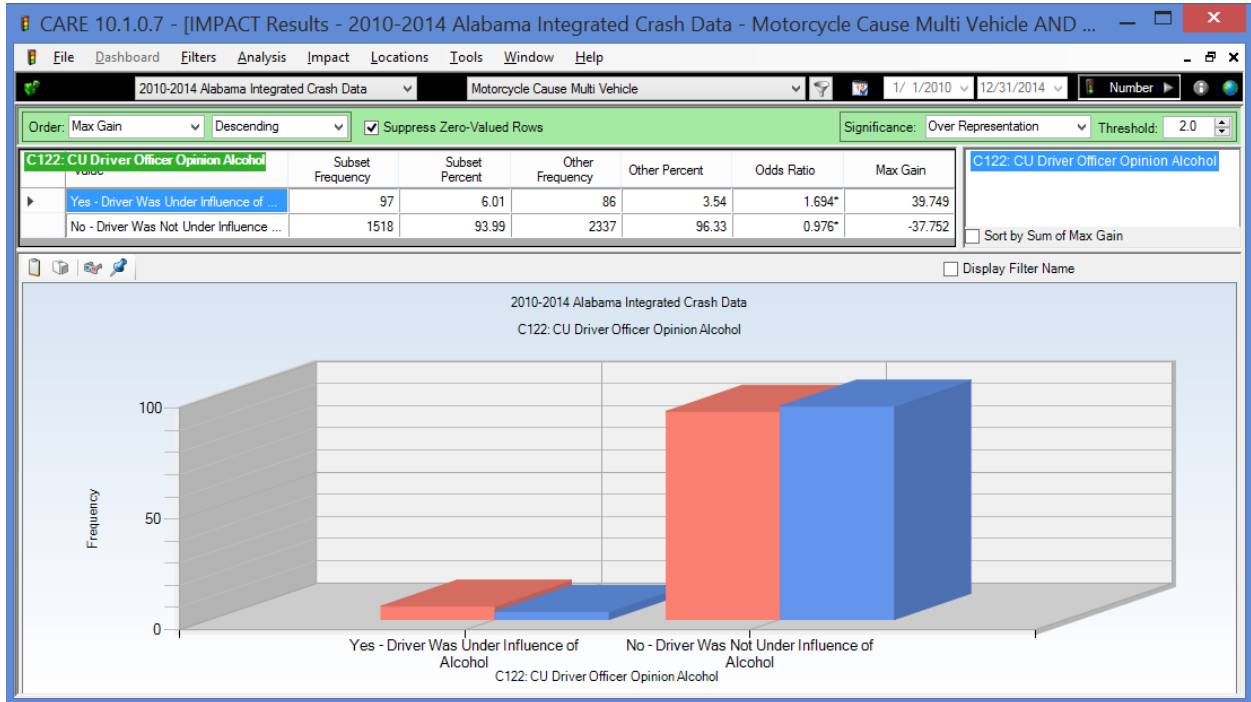 CARE 10.1.0.7 - [IMPACT Results - 2010-2014 Alabama Integrated Crash Data - Motorcycle Cause Multi Vehicle AND ...
File Dashboard Filters Analysis Impact Locations Tools Window Help
2010-2014 Alabama Integrated Crash Data Motorcycle Cause Multi Vehicle 1/ 1/2010 12/31/2014 Number
Order: Max Gain Descending Suppress Zero-Valued Rows Significance: Over Representation Threshold: 2.0
C122: CU Driver Officer Opinion Alcohol Subset Frequency Subset Percent Other Frequency Other Percent Odds Ratio Max Gain C122: CU Driver Officer Opinion Alcohol
Yes - Driver Was Under Influence of ... 97 6.01 86 3.54 1.694* 39.749
No - Driver Was Not Under Influence ... 1518 93.99 2337 96.33 0.976* -37.752
Sort by Sum of Max Gain
Display Filter Name
2010-2014 Alabama Integrated Crash Data
C122: CU Driver Officer Opinion Alcohol
100
50
0
Frequency
Yes - Driver Was Under Influence of Alcohol
No - Driver Was Not Under Influence of Alcohol
C122: CU Driver Officer Opinion Alcohol